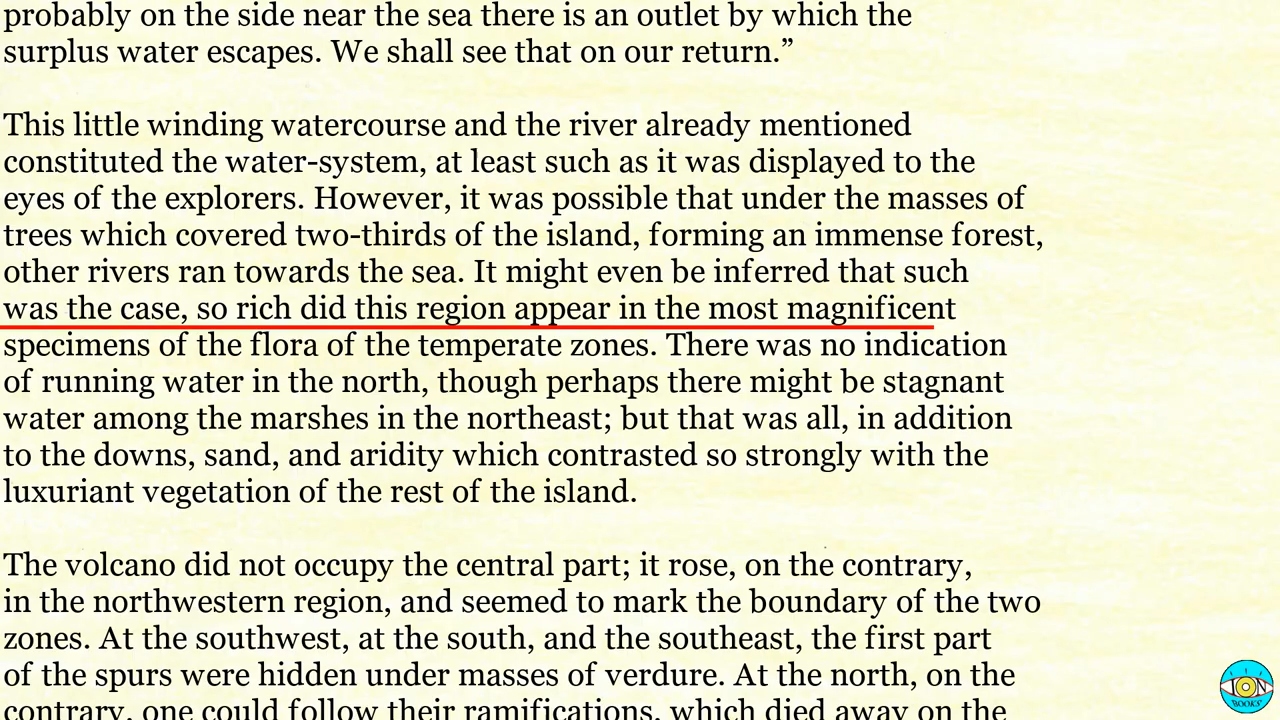 probably on the side near the sea there is an outlet by which the
surplus water escapes. We shall see that on our return.”
This little winding watercourse and the river already mentioned
constituted the water-system, at least such as it was displayed to the
eyes of the explorers. However, it was possible that under the masses of
trees which covered two-thirds of the island, forming an immense forest,
other rivers ran towards the sea. It might even be inferred that such
was the case, so rich did this region appear in the most magnificent
specimens of the flora of the temperate zones. There was no indication
of running water in the north, though perhaps there might be stagnant
water among the marshes in the northeast; but that was all, in addition
to the downs, sand, and aridity which contrasted so strongly with the
luxuriant vegetation of the rest of the island.
The volcano did not occupy the central part; it rose, on the contrary,
in the northwestern region, and seemed to mark the boundary of the two
zones. At the southwest, at the south, and the southeast, the first part
of the spurs were hidden under masses of verdure. At the north, on the
contrary, one could follow their ramifications, which died away on the
ION
BOOKS